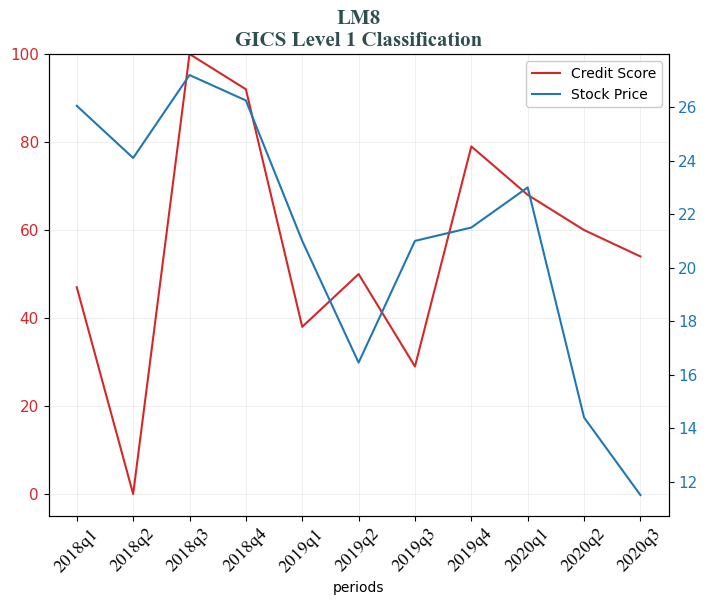 LM8
GICS Level 1 Classification
Credit Score
Stock Price
100
80
60
40
20
0
26
24
22
20
18
16
14
12
2018q1
2018q2
2018q3
2018q4
2019q1
2019q2
2019q3
2019q4
2020q1
2020q2
2020q3
periods